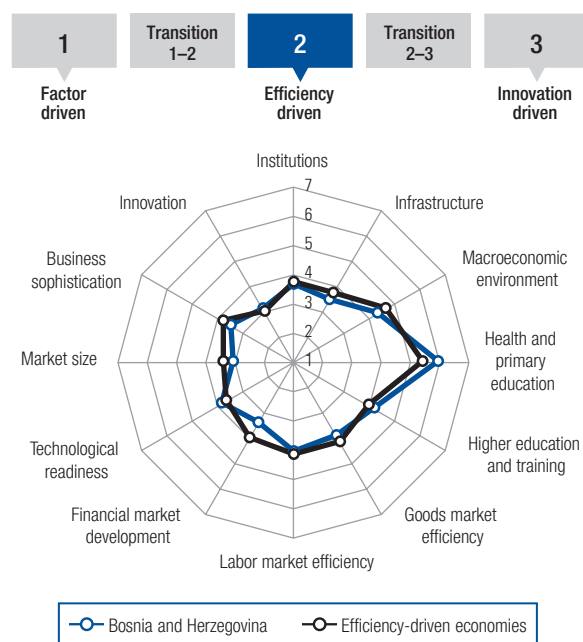 1
Transition
1–2
2
Transition
2–3
3
Factor
driven
Efficiency
driven
Innovation
driven
Institutions
Infrastructure
Macroeconomic
environment
Health and
primary
education
Higher education
and training
Goods market
efficiency
Labor market efficiency
Financial market
development
Technological
readiness
Market size
Business
sophistication
Innovation
7
6
5
4
3
2
1
Bosnia and Herzegovina
Efficiency-driven economies